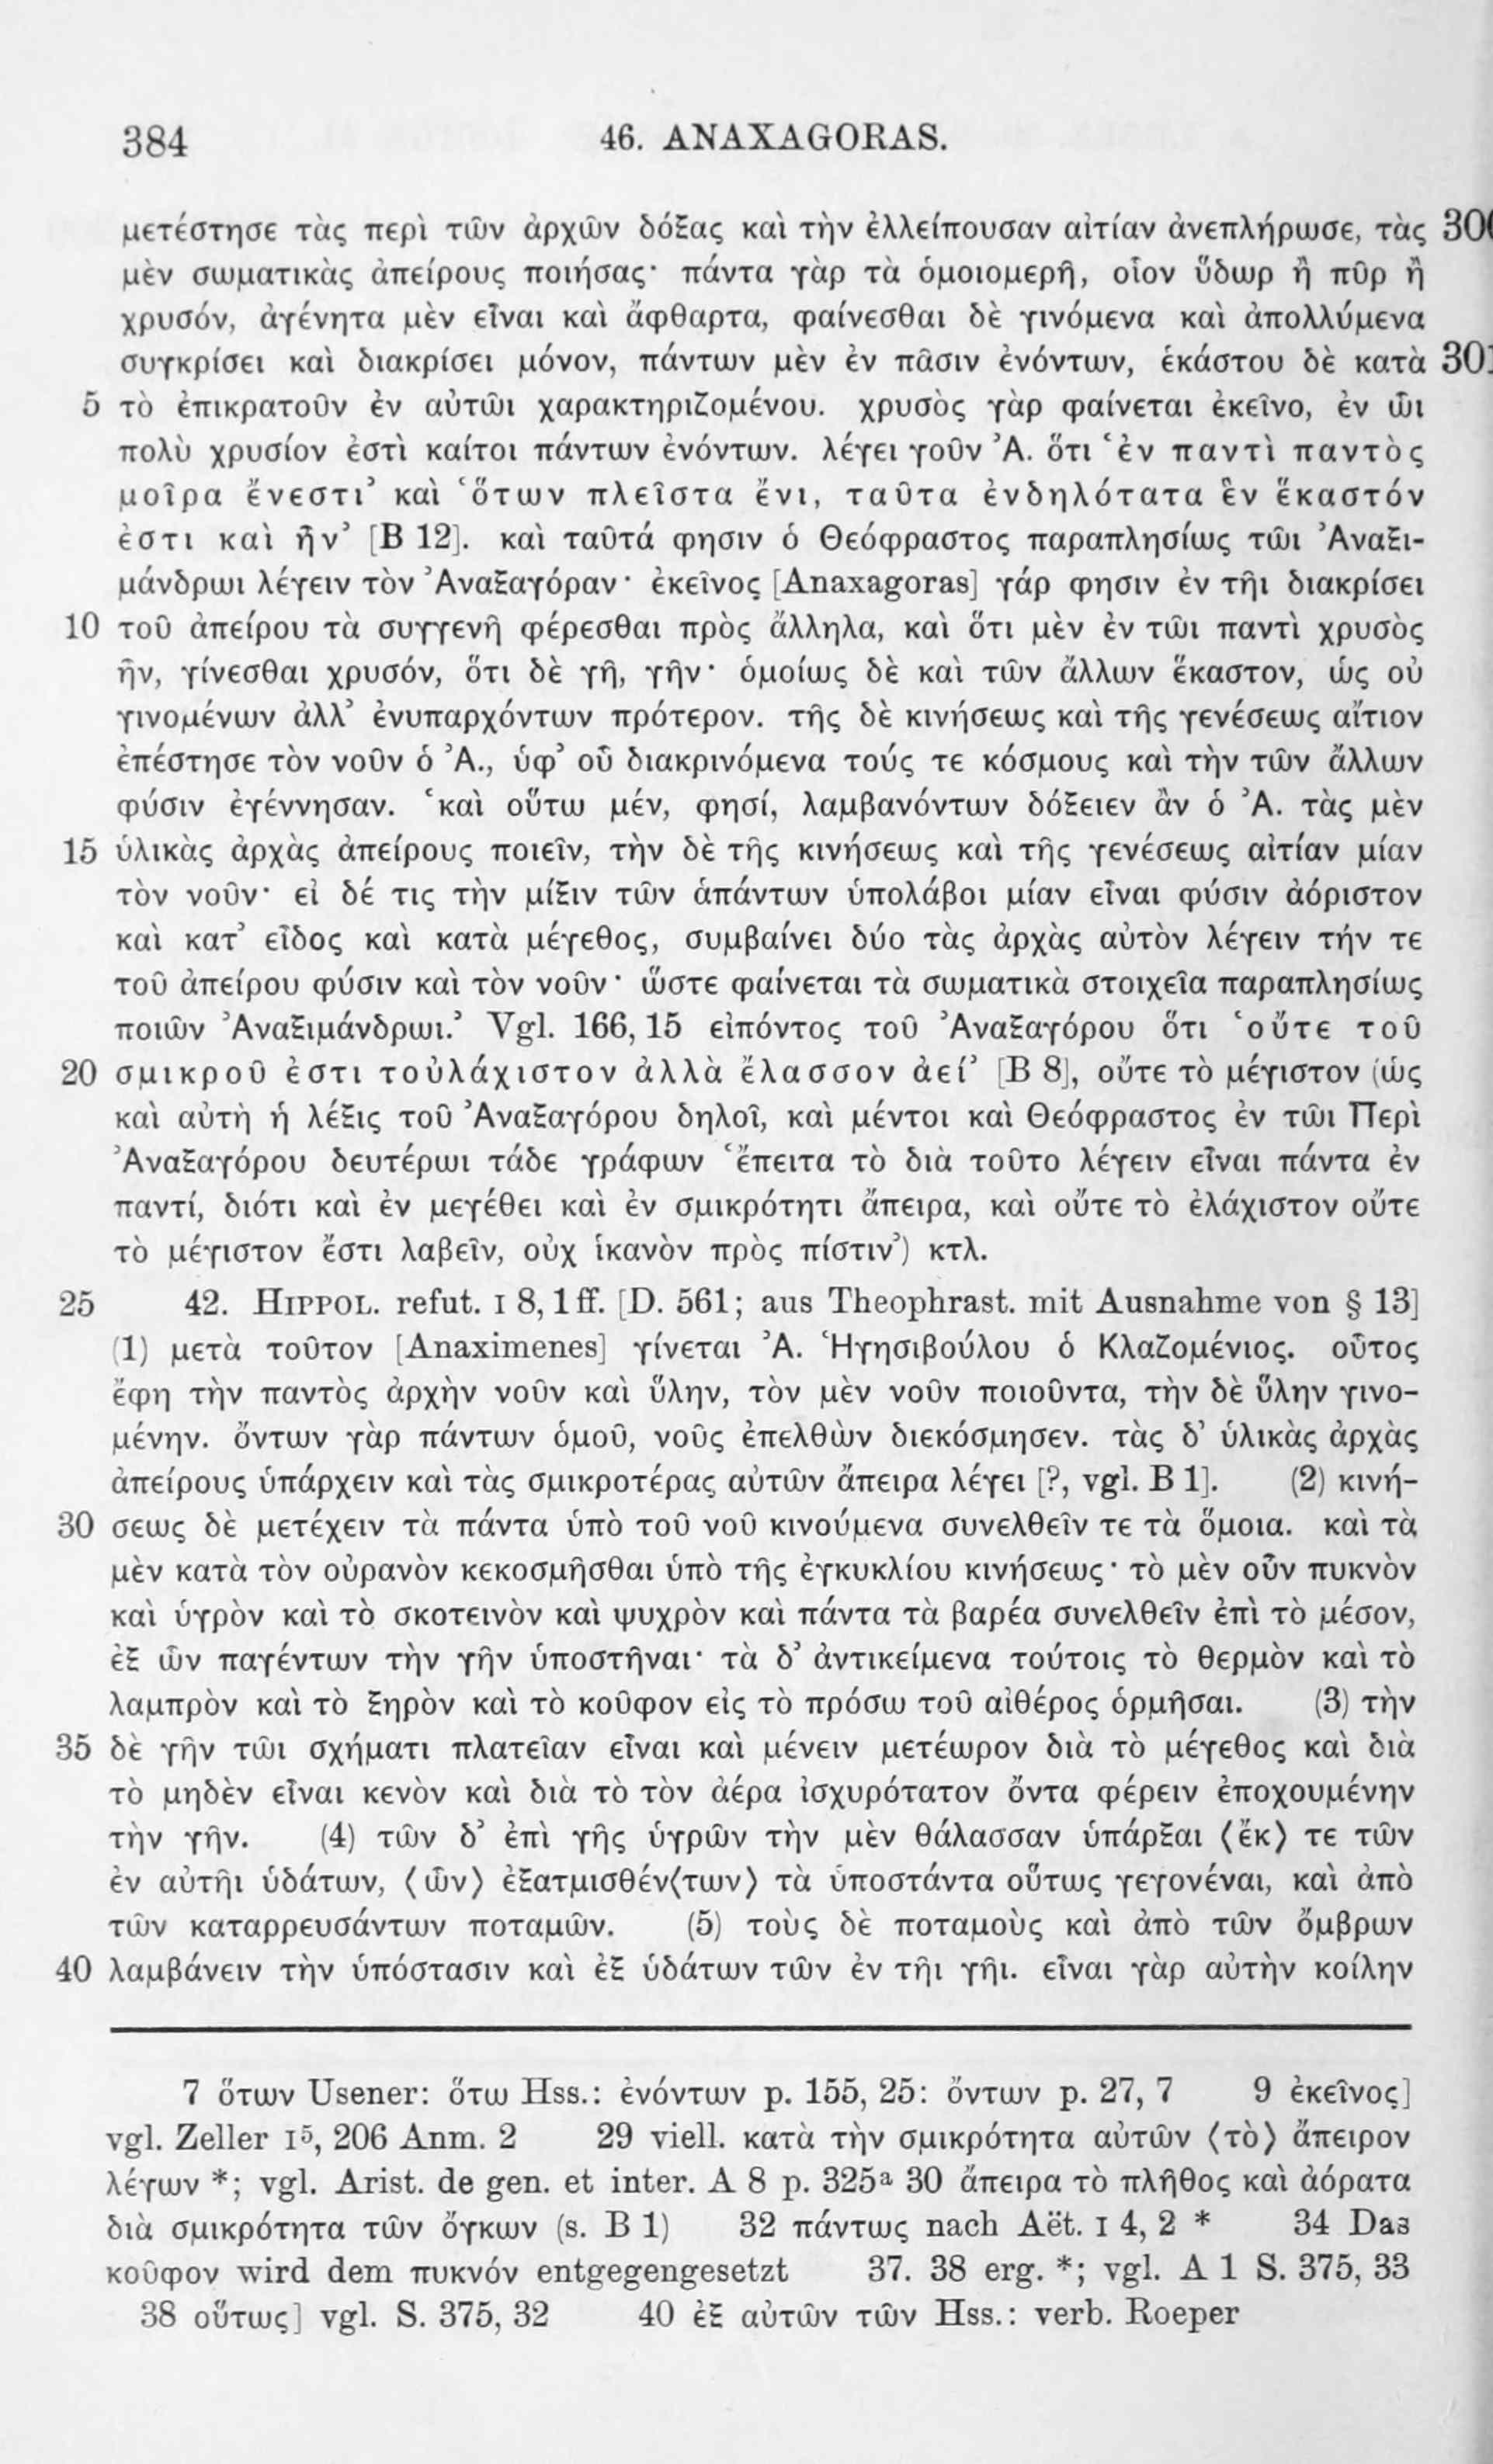 384
46. ANAXAGORAS.
μετέστησε τὰς περὶ τῶν ἀρχῶν δόξας καὶ τὴν ἐλλείπουσαν αἰτίαν ἀνεπλήρωσε, τὰς
μὲν σωματικὰς ἀπείρους ποιήσας· πάντα γὰρ τὰ ὁμοιομερῆ, οἷον ὕδωρ ἢ πῦρ ἢ
χρυσόν, ἀγένητα μὲν εἶναι καὶ ἄφθαρτα, φαίνεσθαι δὲ γινόμενα καὶ ἀπολλύμενα
συγκρίσει καὶ διακρίσει μόνον, πάντων μὲν ἐν πᾶσιν ἐνόντων, ἑκάστου δὲ κατὰ 301
5 τὸ ἐπικρατοῦν ἐν αὐτῶι χαρακτηριζομένου. χρυσὸς γὰρ φαίνεται ἐκεῖνο, ἐν ὧι
πολὺ χρυσίον ἐστὶ καίτοι πάντων ἐνόντων. λέγει γοῦν Ἀ. ὅτι ‘ἐν παντὶ παντὸς
μοῖρα ἔνεστι’ καὶ ‘ὅτων πλεῖστα ἔνι, ταῦτα ἐνδηλότατα ἓν ἕκαστόν
ἐστι καὶ ἦν’ [B 12]. καὶ ταῦτά φησιν ὁ Θεόφραστος παραπλησίως τῶι Ἀναξι-
μάνδρωι λέγειν τὸν Ἀναξαγόραν· ἐκεῖνος [Anaxagoras] γάρ φησιν ἐν τῆι διακρίσει
10 τοῦ ἀπείρου τὰ συγγενῆ φέρεσθαι πρὸς ἄλληλα, καὶ ὅτι μὲν ἐν τῶι παντὶ χρυσὸς
ἦν, γίνεσθαι χρυσόν, ὅτι δὲ γῆ, γῆν· ὁμοίως δὲ καὶ τῶν ἄλλων ἕκαστον, ὡς οὐ
γινομένων ἀλλ’ ἐνυπαρχόντων πρότερον. τῆς δὲ κινήσεως καὶ τῆς γενέσεως αἴτιον
ἐπέστησε τὸν νοῦν ὁ Ἀ., ὑφ’ οὗ διακρινόμενα τούς τε κόσμους καὶ τὴν τῶν ἄλλων
φύσιν ἐγέννησαν. ‘καὶ οὕτω μέν, φησί, λαμβανόντων δόξειεν ἂν ὁ Ἀ. τὰς μὲν
15 ὑλικὰς ἀρχὰς ἀπείρους ποιεῖν, τὴν δὲ τῆς κινήσεως καὶ τῆς γενέσεως αἰτίαν μίαν
τὸν νοῦν· εἰ δέ τις τὴν μίξιν τῶν ἁπάντων ὑπολάβοι μίαν εἶναι φύσιν ἀόριστον
καὶ κατ’ εἶδος καὶ κατὰ μέγεθος, συμβαίνει δύο τὰς ἀρχὰς αὐτὸν λέγειν τήν τε
τοῦ ἀπείρου φύσιν καὶ τὸν νοῦν· ὥστε φαίνεται τὰ σωματικὰ στοιχεῖα παραπλησίως
ποιῶν Ἀναξιμάνδρωι.’ Vgl. 166, 15 εἰπόντος τοῦ Ἀναξαγόρου ὅτι ‘οὔτε τοῦ
20 σμικροῦ ἐστι τοὐλάχιστον ἀλλὰ ἔλασσον ἀεί’ [B 8], οὔτε τὸ μέγιστον (ὡς
καὶ αὐτὴ ἡ λέξις τοῦ Ἀναξαγόρου δηλοῖ, καὶ μέντοι καὶ Θεόφραστος ἐν τῶι Περὶ
Ἀναξαγόρου δευτέρωι τάδε γράφων ‘ἔπειτα τὸ διὰ τοῦτο λέγειν εἶναι πάντα ἐν
παντί, διότι καὶ ἐν μεγέθει καὶ ἐν σμικρότητι ἄπειρα, καὶ οὔτε τὸ ἐλάχιστον οὔτε
τὸ μέγιστον ἔστι λαβεῖν, οὐχ ἱκανὸν πρὸς πίστιν’) κτλ.
25 42. HIPPOL. refut. I 8, 1 ff. [D. 561; aus Theophrast. mit Ausnahme von § 13]
(1) μετὰ τοῦτον [Anaximenes] γίνεται Ἀ. Ἡγησιβούλου ὁ Κλαζομένιος. οὗτος
ἔφη τὴν παντὸς ἀρχὴν νοῦν καὶ ὕλην, τὸν μὲν νοῦν ποιοῦντα, τὴν δὲ ὕλην γινο-
μένην. ὄντων γὰρ πάντων ὁμοῦ, νοῦς ἐπελθὼν διεκόσμησεν. τὰς δ’ ὑλικὰς ἀρχὰς
ἀπείρους ὑπάρχειν καὶ τὰς σμικροτέρας αὐτῶν ἄπειρα λέγει [?, vgl. B 1]. (2) κινή-
30 σεως δὲ μετέχειν τὰ πάντα ὑπὸ τοῦ νοῦ κινούμενα συνελθεῖν τε τὰ ὅμοια. καὶ τὰ
μὲν κατὰ τὸν οὐρανὸν κεκοσμῆσθαι ὑπὸ τῆς ἐγκυκλίου κινήσεως· τὸ μὲν οὖν πυκνὸν
καὶ ὑγρὸν καὶ τὸ σκοτεινὸν καὶ ψυχρὸν καὶ πάντα τὰ βαρέα συνελθεῖν ἐπὶ τὸ μέσον,
ἐξ ὧν παγέντων τὴν γῆν ὑποστῆναι· τὰ δ’ ἀντικείμενα τούτοις τὸ θερμὸν καὶ τὸ
λαμπρὸν καὶ τὸ ξηρὸν καὶ τὸ κοῦφον εἰς τὸ πρόσω τοῦ αἰθέρος ὁρμῆσαι. (3) τὴν
35 δὲ γῆν τῶι σχήματι πλατεῖαν εἶναι καὶ μένειν μετέωρον διὰ τὸ μέγεθος καὶ διὰ
τὸ μηδὲν εἶναι κενὸν καὶ διὰ τὸ τὸν ἀέρα ἰσχυρότατον ὄντα φέρειν ἐποχουμένην
τὴν γῆν. (4) τῶν δ’ ἐπὶ γῆς ὑγρῶν τὴν μὲν θάλασσαν ὑπάρξαι ⟨ἔκ⟩ τε τῶν
ἐν αὐτῆι ὑδάτων, ⟨ὧν⟩ ἐξατμισθέν⟨των⟩ τὰ ὑποστάντα οὕτως γεγονέναι, καὶ ἀπὸ
τῶν καταρρευσάντων ποταμῶν. (5) τοὺς δὲ ποταμοὺς καὶ ἀπὸ τῶν ὄμβρων
40 λαμβάνειν τὴν ὑπόστασιν καὶ ἐξ ὑδάτων τῶν ἐν τῆι γῆι. εἶναι γὰρ αὐτὴν κοίλην
7 ὅτων Usener: ὅτω Hss.: ἐνόντων p. 155, 25: ὄντων p. 27, 7 9 ἐκεῖνος]
vgl. Zeller I⁵, 206 Anm. 2 29 viell. κατὰ τὴν σμικρότητα αὐτῶν ⟨τὸ⟩ ἄπειρον
λέγων *; vgl. Arist. de gen. et inter. A 8 p. 325ª 30 ἄπειρα τὸ πλῆθος καὶ ἀόρατα
διὰ σμικρότητα τῶν ὄγκων (s. B 1) 32 πάντως nach Aët. I 4, 2 * 34 Das
κοῦφον wird dem πυκνόν entgegengesetzt 37. 38 erg. *; vgl. A 1 S. 375, 33
38 οὕτως] vgl. S. 375, 32 40 ἐξ αὐτῶν τῶν Hss.: verb. Roeper